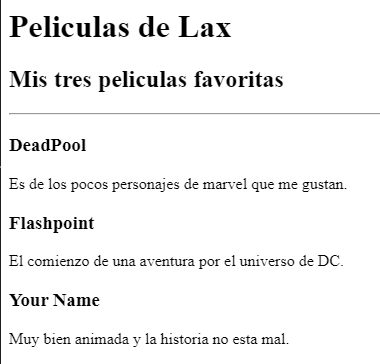 Peliculas de Lax
Mis tres peliculas favoritas
DeadPool
Es de los pocos personajes de marvel que me gustan.
Flashpoint
El comienzo de una aventura por el universo de DC.
Your Name
Muy bien animada y la historia no esta mal.